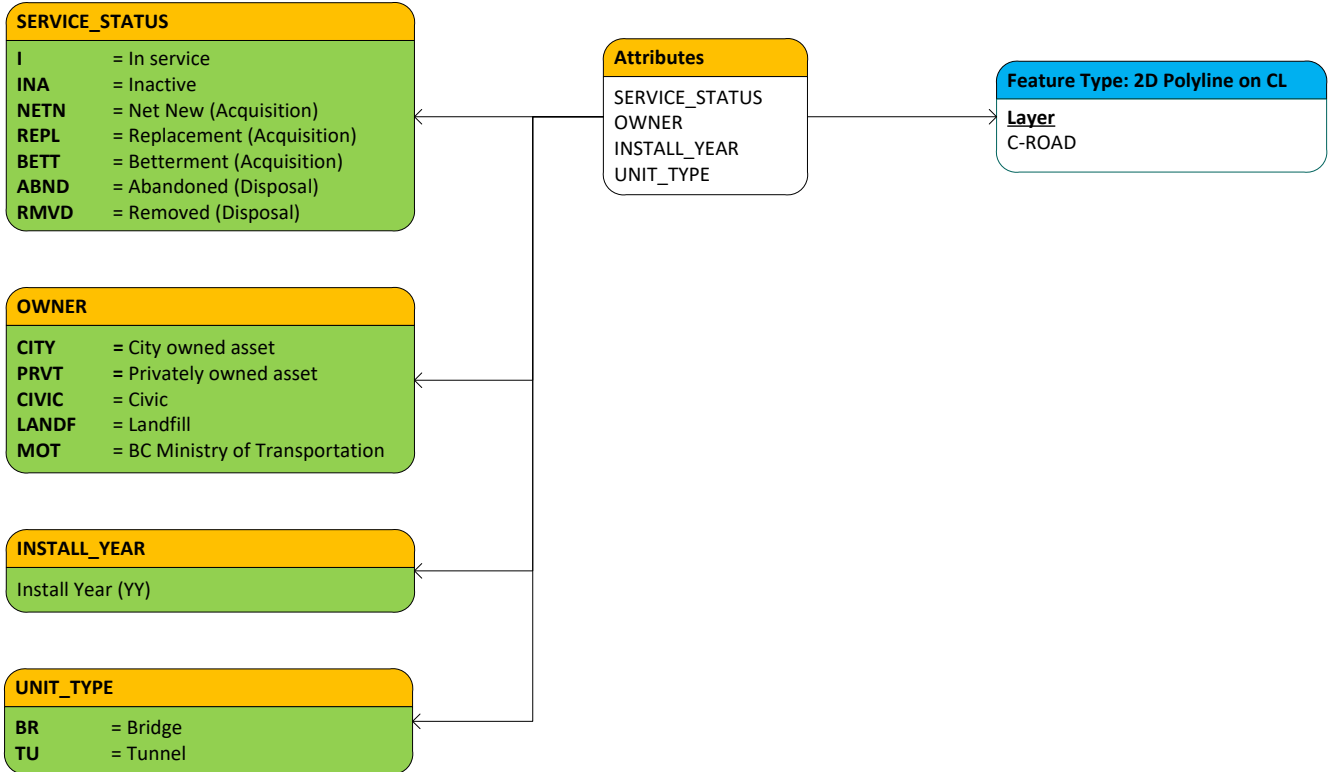 SERVICE_STATUS
I = In service
INA = Inactive
NETN = Net New (Acquisition)
REPL = Replacement (Acquisition)
BETT = Betterment (Acquisition)
ABND = Abandoned (Disposal)
RMVD = Removed (Disposal)
OWNER
CITY = City owned asset
PRVT = Privately owned asset
CIVIC = Civic
LANDF = Landfill
MOT = BC Ministry of Transportation
INSTALL_YEAR
Install Year (YY)
UNIT_TYPE
BR = Bridge
TU = Tunnel
Attributes
SERVICE_STATUS
OWNER
INSTALL_YEAR
UNIT_TYPE
Feature Type: 2D Polyline on CL
Layer
C-ROAD